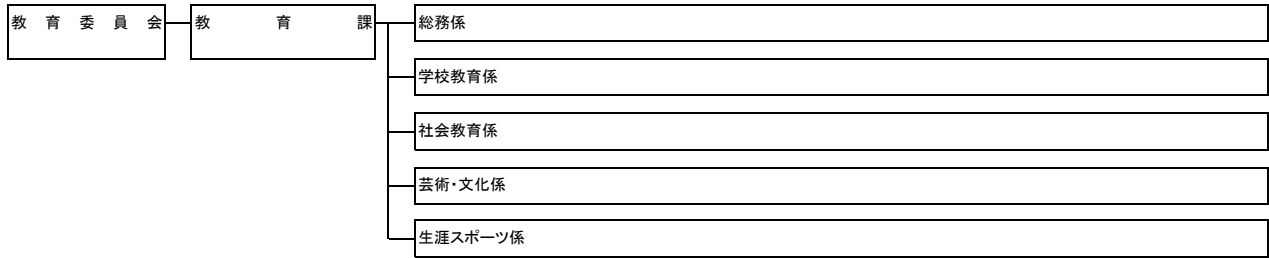 教育委員会
教育課
総務係
学校教育係
社会教育係
芸術・文化係
生涯スポーツ係